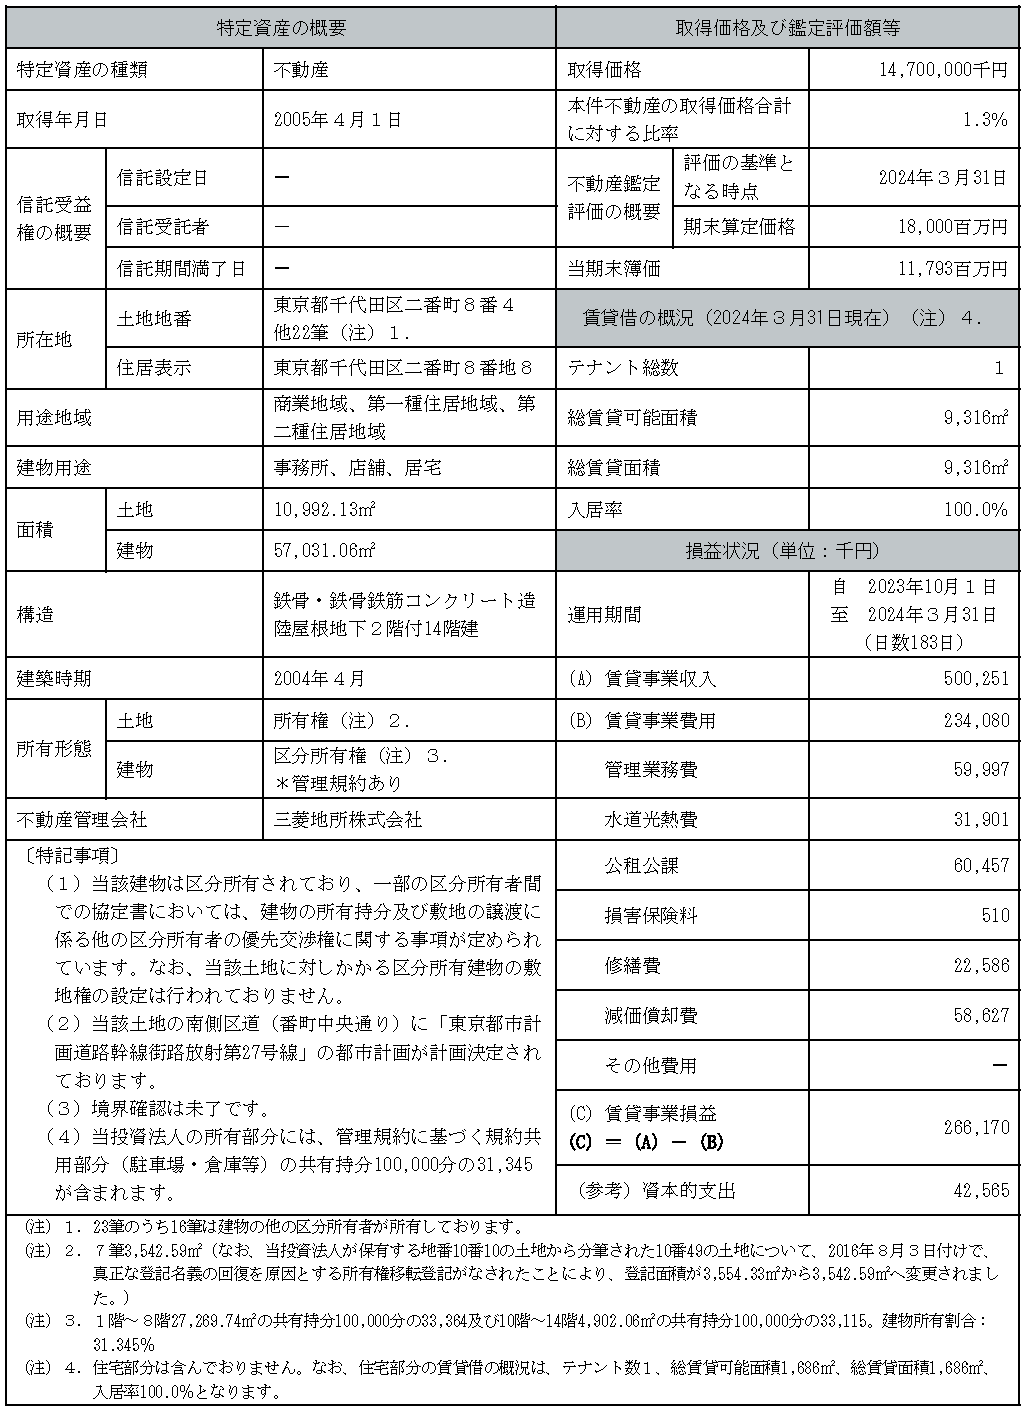 特定資産の概要
取得価格及び鑑定評価額等
特定資産の種類 不動産
取得価格 14,700,000千円
取得年月日 2005年４月１日
本件不動産の取得価格合計
に対する比率 1.3%
信託受益
権の概要
信託設定日 －
信託受託者 －
信託期間満了日 －
不動産鑑定
評価の概要
評価の基準と
なる時点 2024年３月31日
期末算定価格 18,000百万円
当期末簿価 11,793百万円
所在地
土地地番 東京都千代田区二番町８番４
他22筆（注）１.
住居表示 東京都千代田区二番町８番地８
賃貸借の概況（2024年３月31日現在）（注）４.
テナント総数 1
用途地域 商業地域、第一種住居地域、第
二種住居地域
総賃貸可能面積 9,316㎡
建物用途 事務所、店舗、居宅
総賃貸面積 9,316㎡
面積
土地 10,992.13㎡
建物 57,031.06㎡
入居率 100.0%
損益状況（単位：千円）
構造 鉄骨・鉄骨鉄筋コンクリート造
陸屋根地下２階付14階建
運用期間
自　2023年10月１日
至　2024年３月31日
（日数183日）
建築時期 2004年４月
(A) 賃貸事業収入 500,251
所有形態
土地 所有権（注）２.
建物 区分所有権（注）３.
＊管理規約あり
(B) 賃貸事業費用 234,080
管理業務費 59,997
不動産管理会社 三菱地所株式会社
水道光熱費 31,901
〔特記事項〕
（１）当該建物は区分所有されており、一部の区分所有者間
での協定書においては、建物の所有持分及び敷地の譲渡に
係る他の区分所有者の優先交渉権に関する事項が定められ
ています。なお、当該土地に対しかかる区分所有建物の敷
地権の設定は行われておりません。
（２）当該土地の南側区道（番町中央通り）に「東京都市計
画道路幹線街路放射第27号線」の都市計画が計画決定され
ております。
（３）境界確認は未了です。
（４）当投資法人の所有部分には、管理規約に基づく規約共
用部分（駐車場・倉庫等）の共有持分100,000分の31,345
が含まれます。
公租公課 60,457
損害保険料 510
修繕費 22,586
減価償却費 58,627
その他費用 －
(C) 賃貸事業損益
(C) ＝ (A) － (B) 266,170
（参考）資本的支出 42,565
（注）１. 23筆のうち16筆は建物の他の区分所有者が所有しております。
（注）２. ７筆3,542.59㎡（なお、当投資法人が保有する地番10番10の土地から分筆された10番49の土地について、2016年８月３日付けで、
真正な登記名義の回復を原因とする所有権移転登記がなされたことにより、登記面積が3,554.33㎡から3,542.59㎡へ変更されまし
た。）
（注）３. １階～８階27,269.74㎡の共有持分100,000分の33,364及び10階～14階4,902.06㎡の共有持分100,000分の33,115。建物所有割合：
31.345%
（注）４. 住宅部分は含んでおりません。なお、住宅部分の賃貸借の概況は、テナント数１、総賃貸可能面積1,686㎡、総賃貸面積1,686㎡、
入居率100.0%となります。